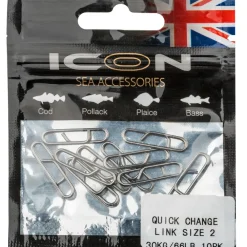 ICON
SEA ACCESSORIES
Cod Pollack Plaice Bass
QUICK CHANGE
LINK SIZE 2
30KG/66LB 10PK